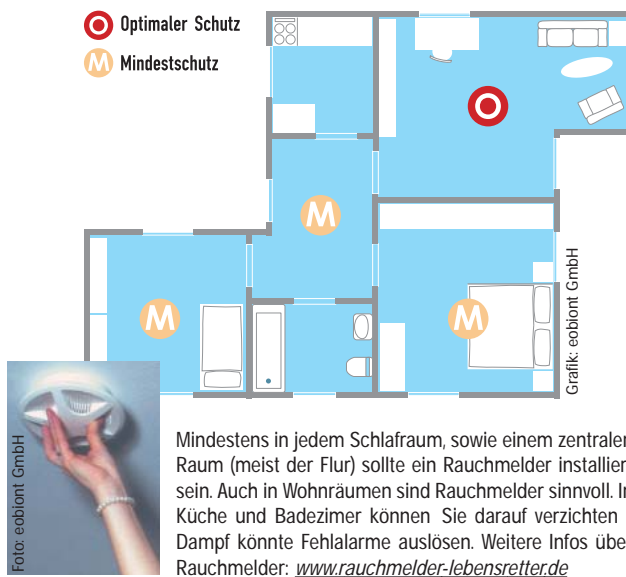 Optimaler Schutz
M Mindestschutz
M
M
M
Grafik: eobiont GmbH
Foto: eobiont GmbH
Mindestens in jedem Schlafraum, sowie einem zentralen
Raum (meist der Flur) sollte ein Rauchmelder installier
sein. Auch in Wohnräumen sind Rauchmelder sinnvoll. In
Küche und Badezimer können Sie darauf verzichten
Dampf könnte Fehlalarme auslösen. Weitere Infos übe
Rauchmelder: www.rauchmelder-lebensretter.de